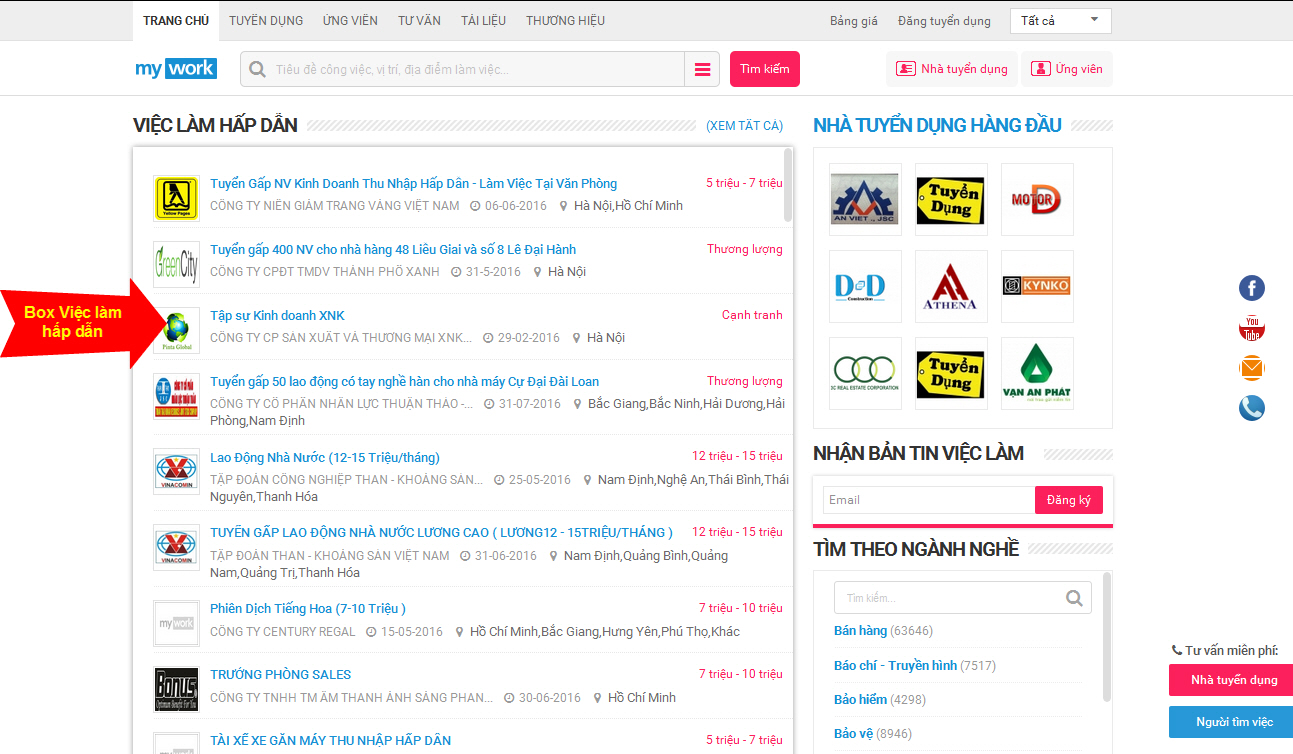 TRANG CHỦ TUYỂN DỤNG ỨNG VIÊN TƯ VẤN TÀI LIỆU THƯƠNG HIỆU Bảng giá Đăng tuyển dụng Tất cả
my work Tiêu đề công việc, vị trí, địa điểm làm việc... Tìm kiếm Nhà tuyển dụng Ứng viên
VIỆC LÀM HẤP DẪN (XEM TẤT CẢ)
Tuyển Gấp NV Kinh Doanh Thu Nhập Hấp Dẫn - Làm Việc Tại Văn Phòng 5 triệu - 7 triệu
Yellow Pages
CÔNG TY NIÊN GIÁM TRANG VÀNG VIỆT NAM 06-06-2016 Hà Nội,Hồ Chí Minh
Tuyển gấp 400 NV cho nhà hàng 48 Liễu Giai và số 8 Lê Đại Hành Thương lượng
GreenCity
CÔNG TY CPĐT TMDV THÀNH PHỐ XANH 31-5-2016 Hà Nội
Box Việc làm
hấp dẫn
Tập sự Kinh doanh XNK Cạnh tranh
Pinta Global
CÔNG TY CP SẢN XUẤT VÀ THƯƠNG MẠI XNK... 29-02-2016 Hà Nội
Tuyển gấp 50 lao động có tay nghề hàn cho nhà máy Cự Đại Đài Loan Thương lượng
CÔNG TY CỔ PHẦN NHÂN LỰC THUẬN THẢO -... 31-07-2016 Bắc Giang,Bắc Ninh,Hải Dương,Hải
Phòng,Nam Định
Lao Động Nhà Nước (12-15 Triệu/tháng) 12 triệu - 15 triệu
VINACOMIN
TẬP ĐOÀN CÔNG NGHIỆP THAN - KHOÁNG SẢN... 25-05-2016 Nam Định,Nghệ An,Thái Bình,Thái
Nguyên,Thanh Hóa
TUYỂN GẤP LAO ĐỘNG NHÀ NƯỚC LƯƠNG CAO ( LƯƠNG12 - 15TRIỆU/THÁNG ) 12 triệu - 15 triệu
VINACOMIN
TẬP ĐOÀN THAN - KHOÁNG SẢN VIỆT NAM 31-06-2016 Nam Định,Quảng Bình,Quảng
Nam,Quảng Trị,Thanh Hóa
Phiên Dịch Tiếng Hoa (7-10 Triệu ) 7 triệu - 10 triệu
my work
CÔNG TY CENTURY REGAL 15-05-2016 Hồ Chí Minh,Bắc Giang,Hưng Yên,Phú Thọ,Khác
TRƯỞNG PHÒNG SALES 7 triệu - 10 triệu
Bonus
Optimum Benefit For You
CÔNG TY TNHH TM ÂM THANH ÁNH SÁNG PHAN... 30-06-2016 Hồ Chí Minh
TÀI XẾ XE GẮN MÁY THU NHẬP HẤP DẪN 5 triệu - 7 triệu
my work
NHÀ TUYỂN DỤNG HÀNG ĐẦU
AN VIET ., JSC Tuyển Dụng MOTOR D
D&D Construction ATHENA KYNKO
IC REAL ESTATE CORPORATION Tuyển Dụng VẠN AN PHÁT
NHẬN BẢN TIN VIỆC LÀM
Email Đăng ký
TÌM THEO NGÀNH NGHỀ
Tìm kiếm...
Bán hàng (63646)
Báo chí - Truyền hình (7517)
Bảo hiểm (4298)
Bảo vệ (8946)
f
You Tube
Tư vấn miễn phí:
Nhà tuyển dụng
Người tìm việc